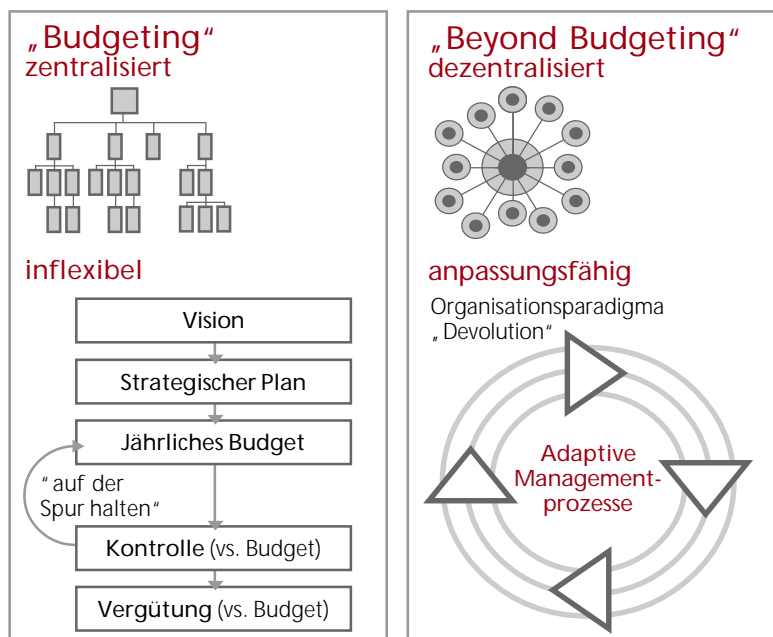 „Budgeting“
zentralisiert
inflexibel
Vision
Strategischer Plan
Jährliches Budget
“auf der
Spur halten“
Kontrolle (vs. Budget)
Vergütung (vs. Budget)
„Beyond Budgeting“
dezentralisiert
anpassungsfähig
Organisationsparadigma
„Devolution“
Adaptive
Management-
prozesse